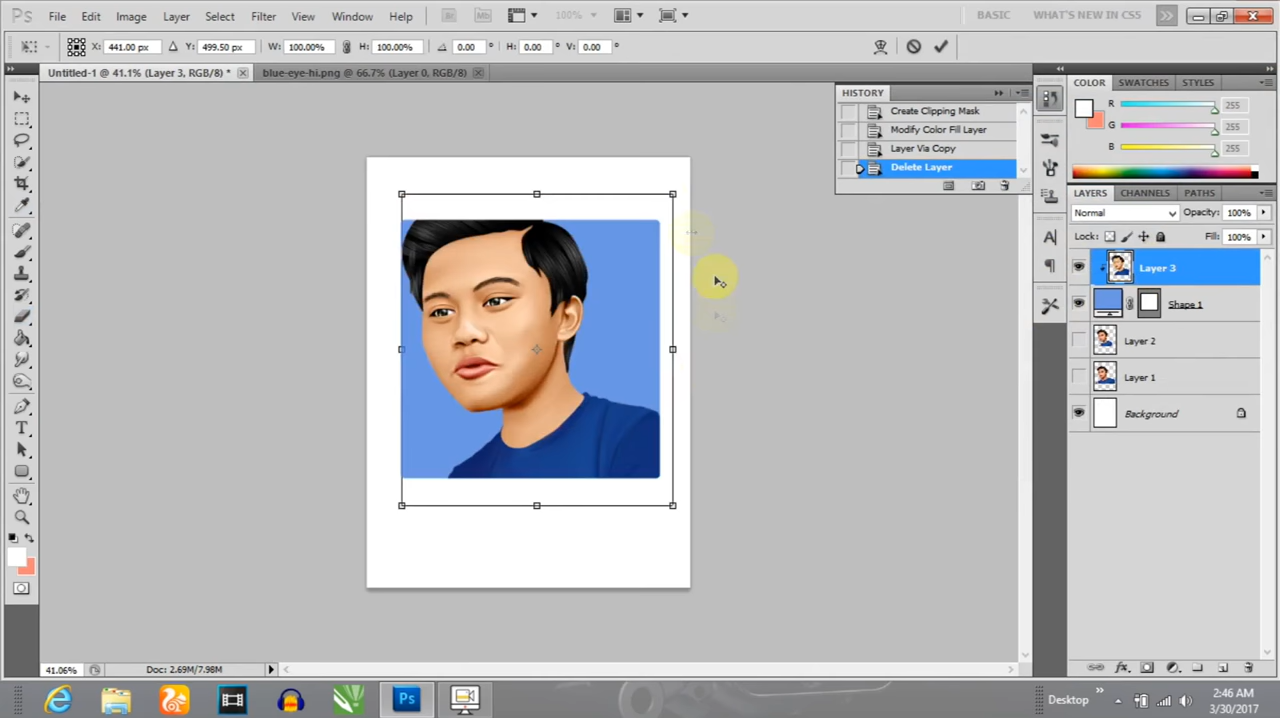 Ps File Edit Image Layer Select Filter View Window Help Br Mb 100% BASIC WHAT'S NEW IN CS5
X: 441.00 px Y: 499.50 px W: 100.00% H: 100.00% 0.00 ° H: 0.00 ° V: 0.00 °
Untitled-1 @ 41.1% (Layer 3, RGB/8) * blue-eye-hi.png @ 66.7% (Layer 0, RGB/8)
HISTORY
Create Clipping Mask
Modify Color Fill Layer
Layer Via Copy
Delete Layer
COLOR SWATCHES STYLES
R 255
G 255
B 255
LAYERS CHANNELS PATHS
Normal Opacity: 100%
Lock: Fill: 100%
Layer 3
Shape 1
Layer 2
Layer 1
Background
41.06% Doc: 2.69M/7.98M
Ps Desktop 2:46 AM
3/30/2017